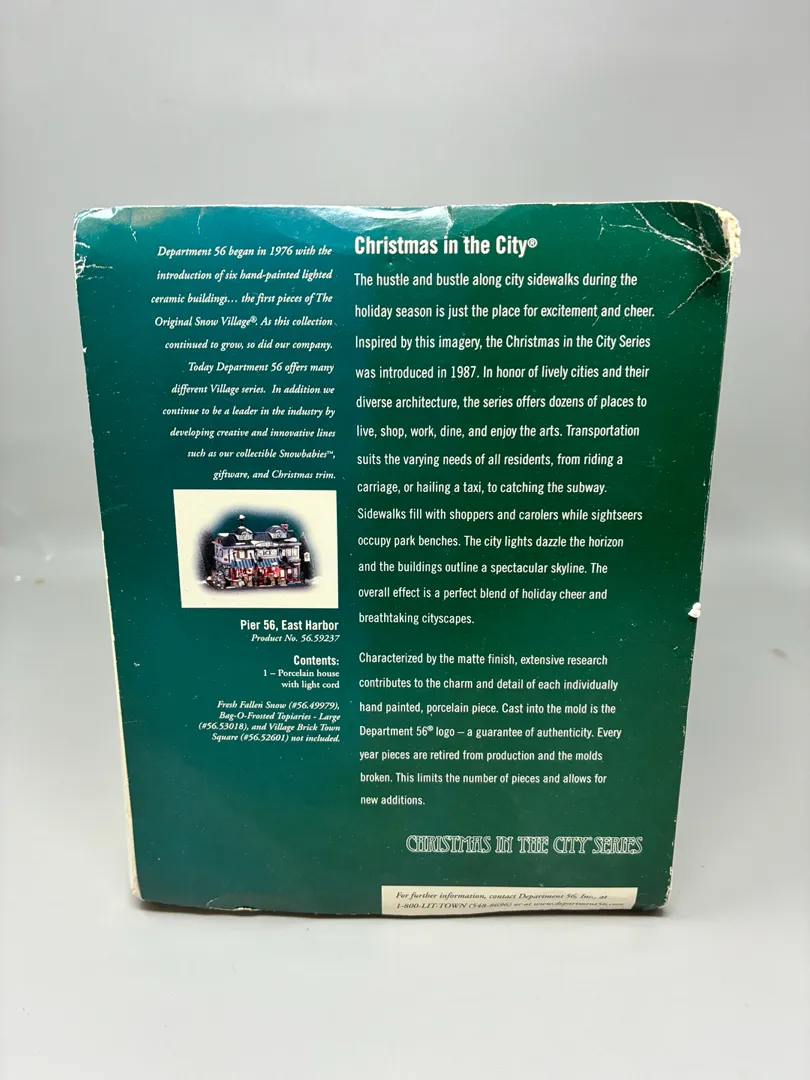 Department 56 began in 1976 with the
introduction of six hand-painted lighted
ceramic buildings... the first pieces of The
Original Snow Village®. As this collection
continued to grow, so did our company.
Today Department 56 offers many
different Village series. In addition we
continue to be a leader in the industry by
developing creative and innovative lines
such as our collectible Snowbabies™,
giftware, and Christmas trim.
Pier 56, East Harbor
Product No. 56.59237
Contents:
1 – Porcelain house
with light cord
Fresh Fallen Snow (#56.49979),
Bag-O-Frosted Topiaries - Large
(#56.53018), and Village Brick Town
Square (#56.52601) not included.
Christmas in the City®
The hustle and bustle along city sidewalks during the
holiday season is just the place for excitement and cheer.
Inspired by this imagery, the Christmas in the City Series
was introduced in 1987. In honor of lively cities and their
diverse architecture, the series offers dozens of places to
live, shop, work, dine, and enjoy the arts. Transportation
suits the varying needs of all residents, from riding a
carriage, or hailing a taxi, to catching the subway.
Sidewalks fill with shoppers and carolers while sightseers
occupy park benches. The city lights dazzle the horizon
and the buildings outline a spectacular skyline. The
overall effect is a perfect blend of holiday cheer and
breathtaking cityscapes.
Characterized by the matte finish, extensive research
contributes to the charm and detail of each individually
hand painted, porcelain piece. Cast into the mold is the
Department 56® logo – a guarantee of authenticity. Every
year pieces are retired from production and the molds
broken. This limits the number of pieces and allows for
new additions.
CHRISTMAS IN THE CITY® SERIES
For further information, contact Department 56, Inc., at
1-800-LIT-TOWN (548-8696) or at www.department56.com